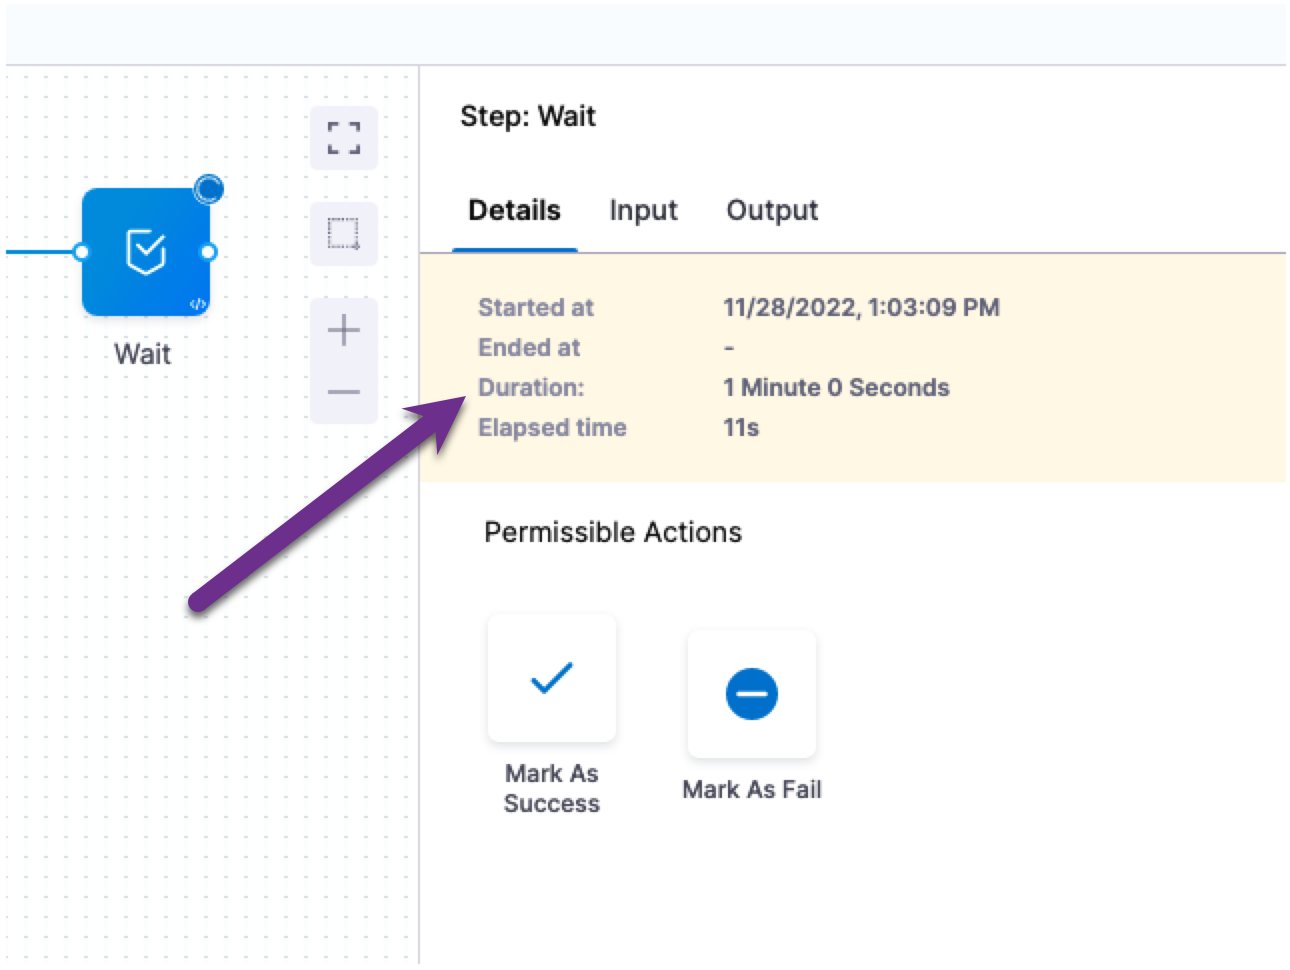 Step: Wait
Details Input Output
Started at 11/28/2022, 1:03:09 PM
Ended at -
Duration: 1 Minute 0 Seconds
Elapsed time 11s
Wait
Permissible Actions
Mark As
Success
Mark As Fail